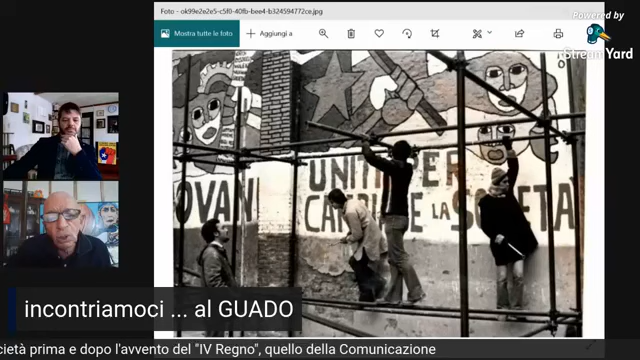 Foto - ok99e2e2e5-c5f0-40fb-bee4-b324594772ce.jpg
Powered by
Mostra tutte le foto
Aggiungi a
StreamYard
OVAN
UNITI PER
CAMBIARE LA SOCIETA
incontriamoci ... al GUADO
cietà prima e dopo l'avvento del "IV Regno", quello della Comunicazione